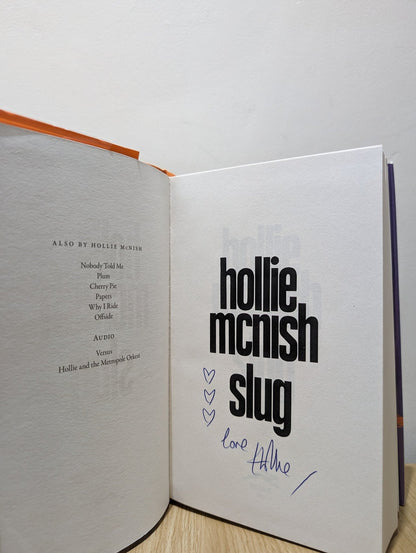 ALSO BY HOLLIE McNISH
Nobody Told Me
Plum
Cherry Pie
Papers
Why I Ride
Offside
AUDIO
Versus
Hollie and the Metropole Orkest
hollie
mcnish
slug
love Hollie